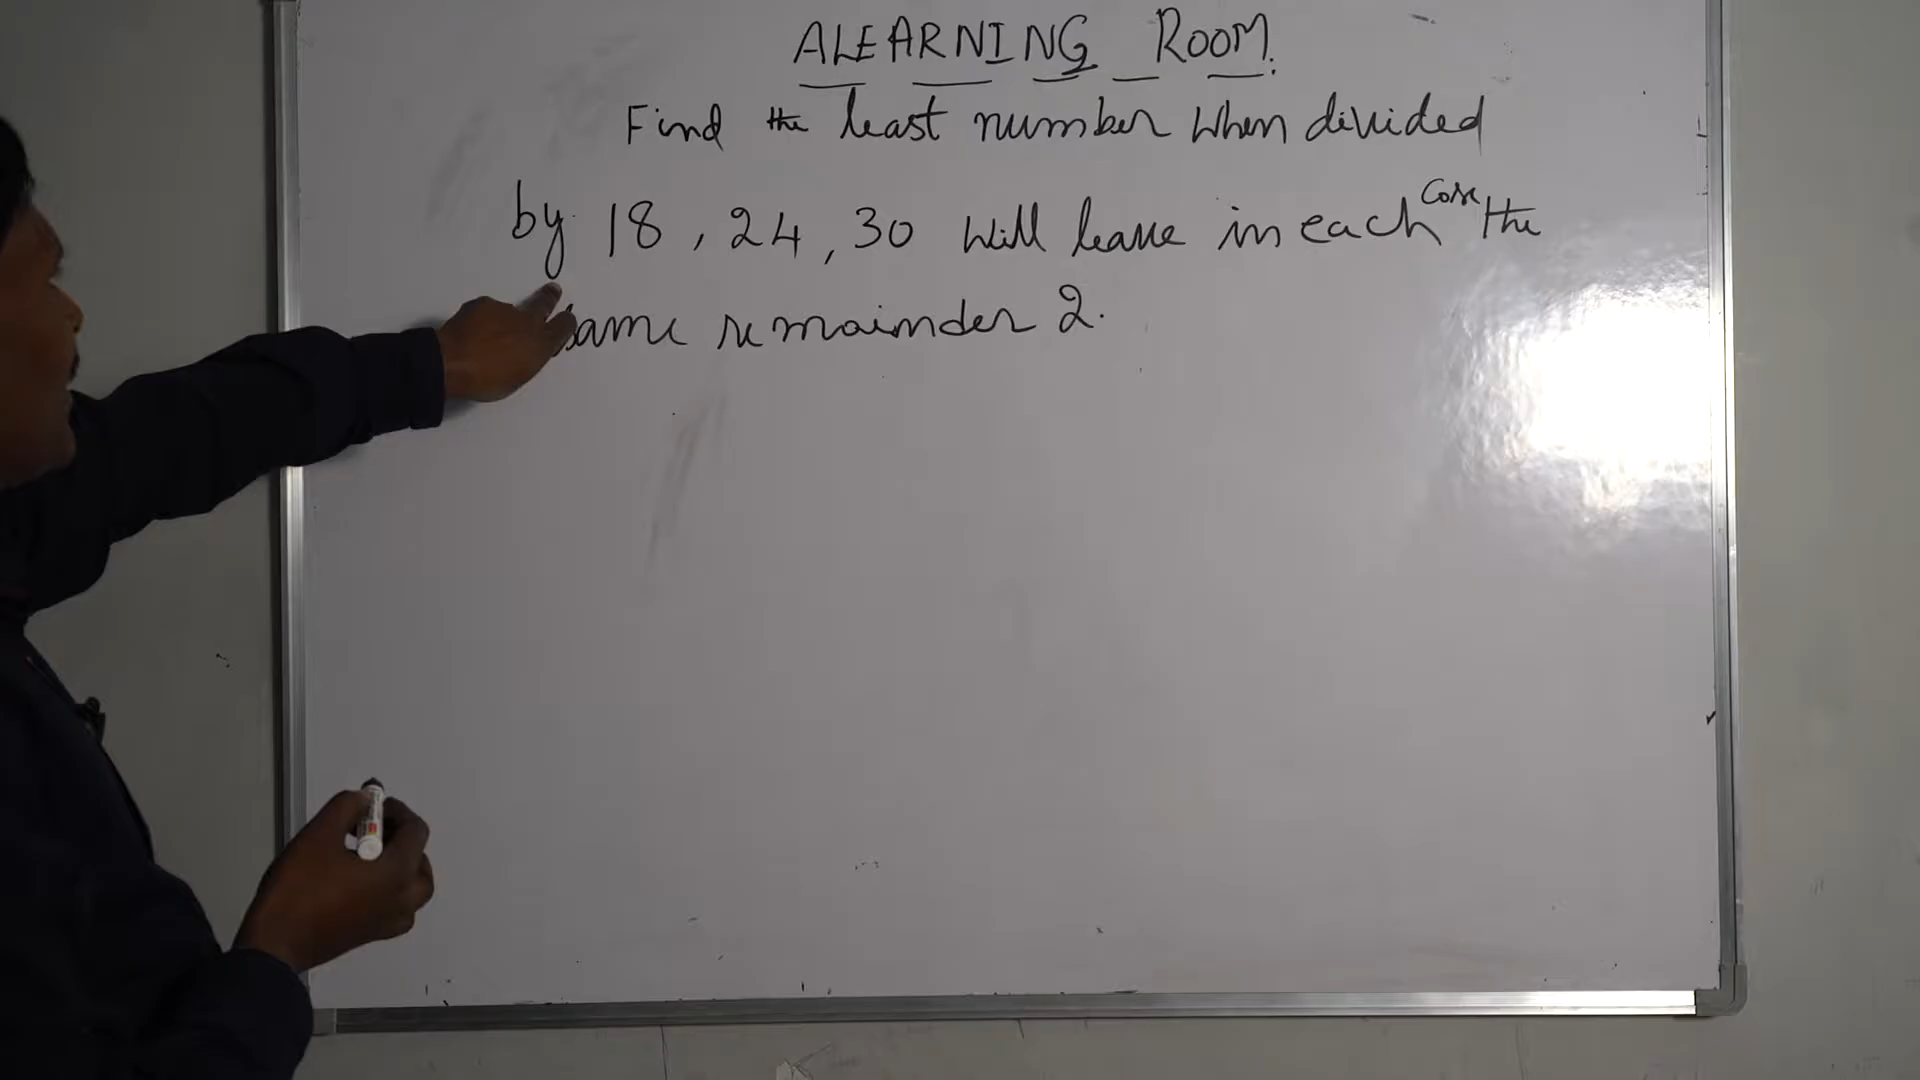 ALEARNING ROOM.
Find the least number when divided
by 18, 24, 30 will leave in each case the
same remainder 2.